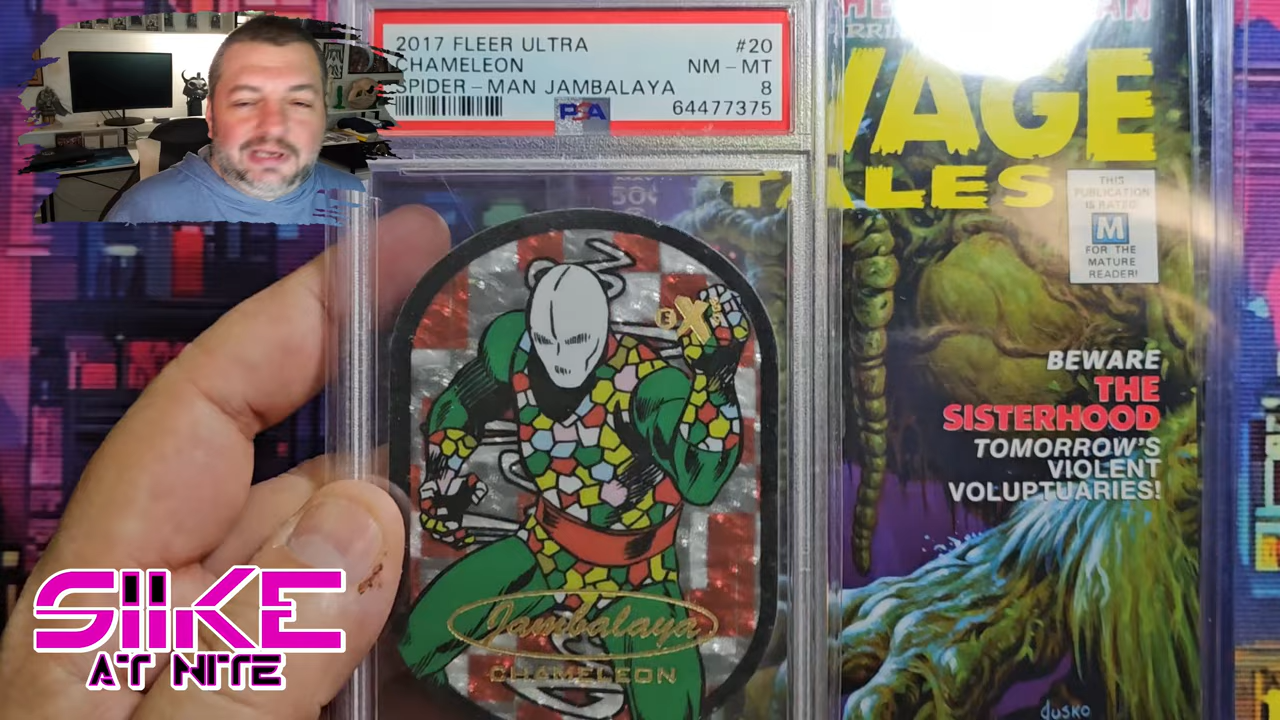 2017 FLEER ULTRA #20
CHAMELEON NM-MT
SPIDER-MAN JAMBALAYA 8
PSA 64477375
VAGE
TALES
THIS
PUBLICATION
IS RATED
M
FOR THE
MATURE
READER!
50¢
EX
BEWARE
THE
SISTERHOOD
TOMORROW'S
VIOLENT
VOLUPTUARIES!
Jambalaya
CHAMELEON
dusko
SIIKE
AT NITE